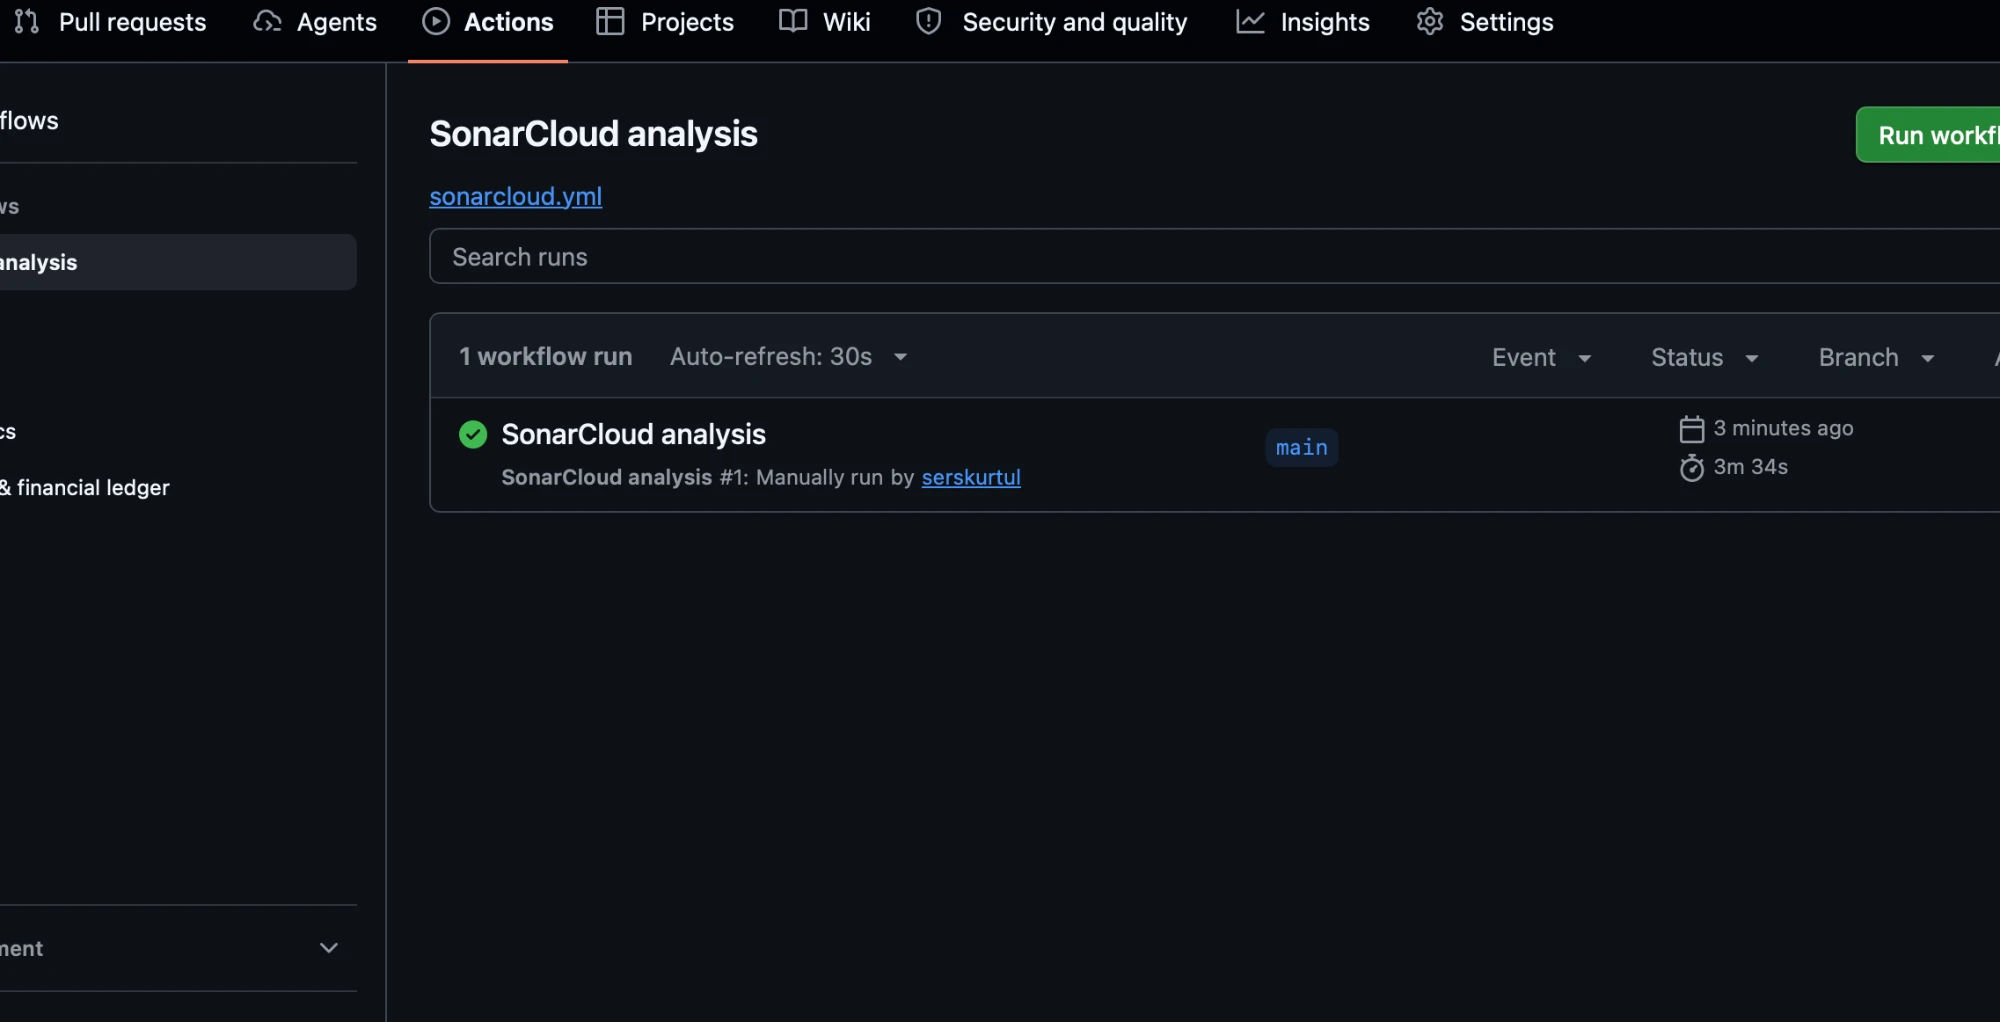 Pull requests Agents Actions Projects Wiki Security and quality Insights Settings
flows
ws
analysis
cs
& financial ledger
ment
SonarCloud analysis
Run workfl
sonarcloud.yml
Search runs
1 workflow run Auto-refresh: 30s Event Status Branch
SonarCloud analysis
SonarCloud analysis #1: Manually run by serskurtul
main
3 minutes ago
3m 34s